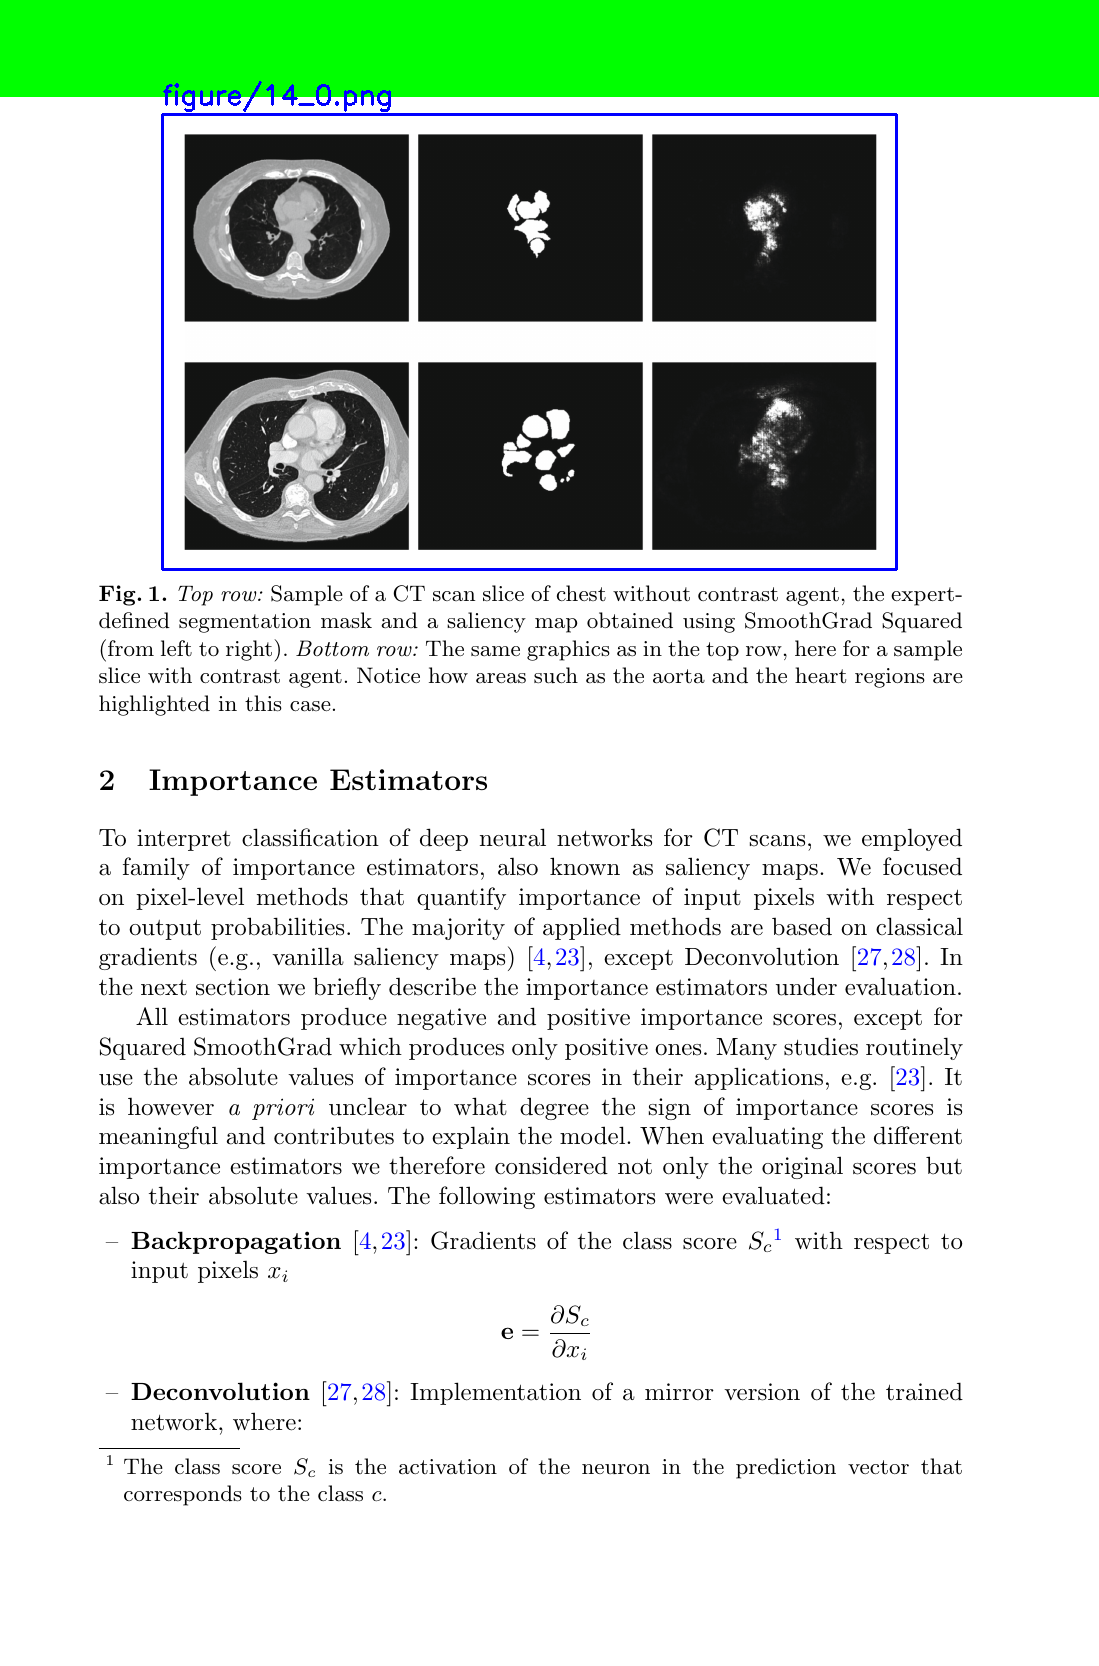 figure/14_0.png
Fig. 1. Top row: Sample of a CT scan slice of chest without contrast agent, the expert-
defined segmentation mask and a saliency map obtained using SmoothGrad Squared
(from left to right). Bottom row: The same graphics as in the top row, here for a sample
slice with contrast agent. Notice how areas such as the aorta and the heart regions are
highlighted in this case.
2 Importance Estimators
To interpret classification of deep neural networks for CT scans, we employed
a family of importance estimators, also known as saliency maps. We focused
on pixel-level methods that quantify importance of input pixels with respect
to output probabilities. The majority of applied methods are based on classical
gradients (e.g., vanilla saliency maps) [4,23], except Deconvolution [27,28]. In
the next section we briefly describe the importance estimators under evaluation.
All estimators produce negative and positive importance scores, except for
Squared SmoothGrad which produces only positive ones. Many studies routinely
use the absolute values of importance scores in their applications, e.g. [23]. It
is however a priori unclear to what degree the sign of importance scores is
meaningful and contributes to explain the model. When evaluating the different
importance estimators we therefore considered not only the original scores but
also their absolute values. The following estimators were evaluated:
– Backpropagation [4,23]: Gradients of the class score S_c¹ with respect to
input pixels x_i
e = ∂S_c / ∂x_i
– Deconvolution [27,28]: Implementation of a mirror version of the trained
network, where:
¹ The class score S_c is the activation of the neuron in the prediction vector that
corresponds to the class c.